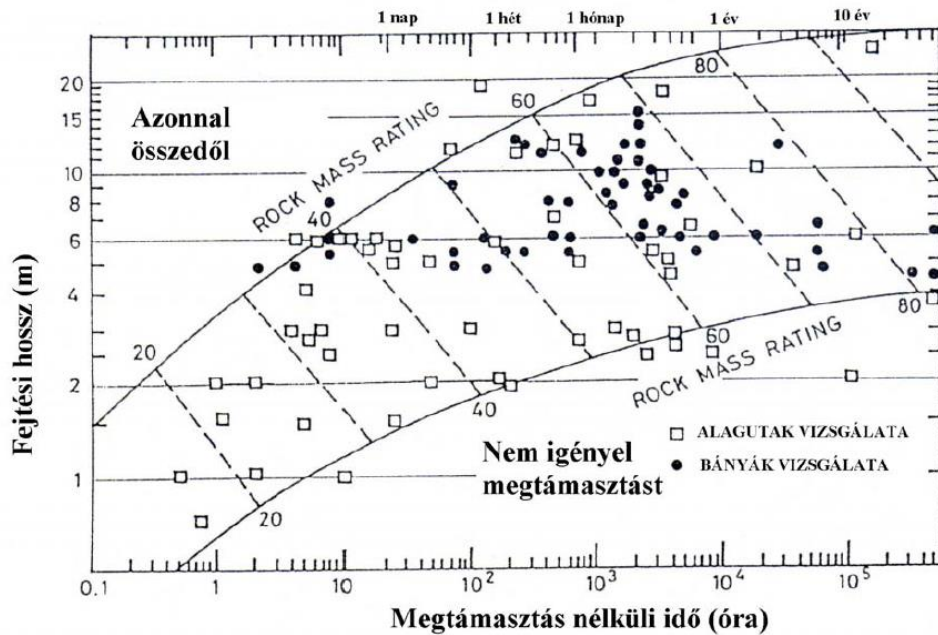 1 nap 1 hét 1 hónap 1 év 10 év
20
15
10
8
6
4
2
1
Fejtési hossz (m)
Azonnal
összedől
ROCK MASS RATING
20
40
60
80
20
40
60
80
ROCK MASS RATING
Nem igényel
megtámasztást
ALAGUTAK VIZSGÁLATA
BÁNYÁK VIZSGÁLATA
0.1 1 10 10² 10³ 10⁴ 10⁵
Megtámasztás nélküli idő (óra)